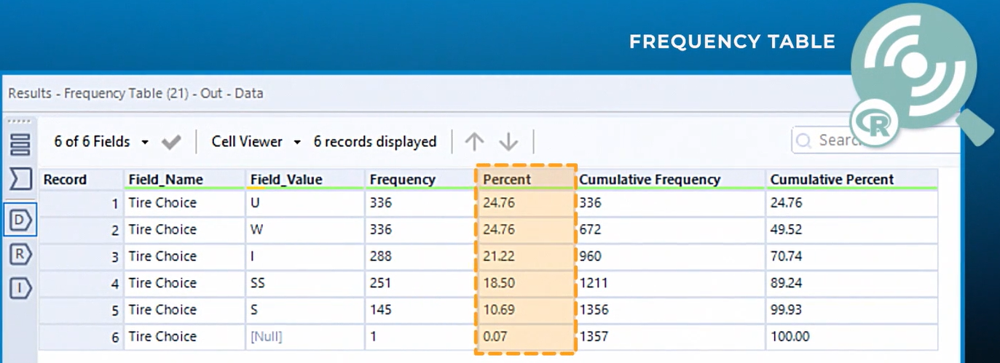 FREQUENCY TABLE
Results - Frequency Table (21) - Out - Data
6 of 6 Fields Cell Viewer 6 records displayed
R
Record Field_Name Field_Value Frequency Percent Cumulative Frequency Cumulative Percent
1 Tire Choice U 336 24.76 336 24.76
D
2 Tire Choice W 336 24.76 672 49.52
R 3 Tire Choice I 288 21.22 960 70.74
I 4 Tire Choice SS 251 18.50 1211 89.24
5 Tire Choice S 145 10.69 1356 99.93
6 Tire Choice [Null] 1 0.07 1357 100.00